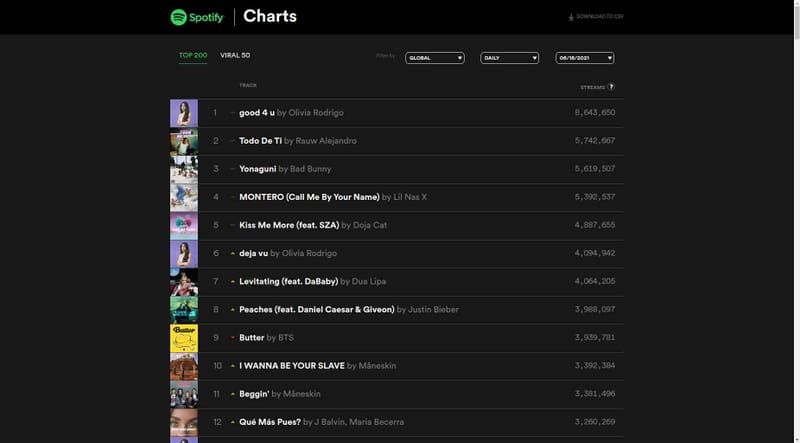 Spotify Charts
DOWNLOAD TO CSV
TOP 200 VIRAL 50 Filter by GLOBAL DAILY 06/18/2021
TRACK STREAMS ?
1 good 4 u by Olivia Rodrigo 8,643,650
2 Todo De Ti by Rauw Alejandro 5,742,667
3 Yonaguni by Bad Bunny 5,619,507
4 MONTERO (Call Me By Your Name) by Lil Nas X 5,392,537
5 Kiss Me More (feat. SZA) by Doja Cat 4,887,655
6 deja vu by Olivia Rodrigo 4,094,942
7 Levitating (feat. DaBaby) by Dua Lipa 4,064,205
8 Peaches (feat. Daniel Caesar & Giveon) by Justin Bieber 3,988,097
Butter
9 Butter by BTS 3,939,781
10 I WANNA BE YOUR SLAVE by Måneskin 3,392,384
11 Beggin' by Måneskin 3,381,496
12 Qué Más Pues? by J Balvin, Maria Becerra 3,260,269